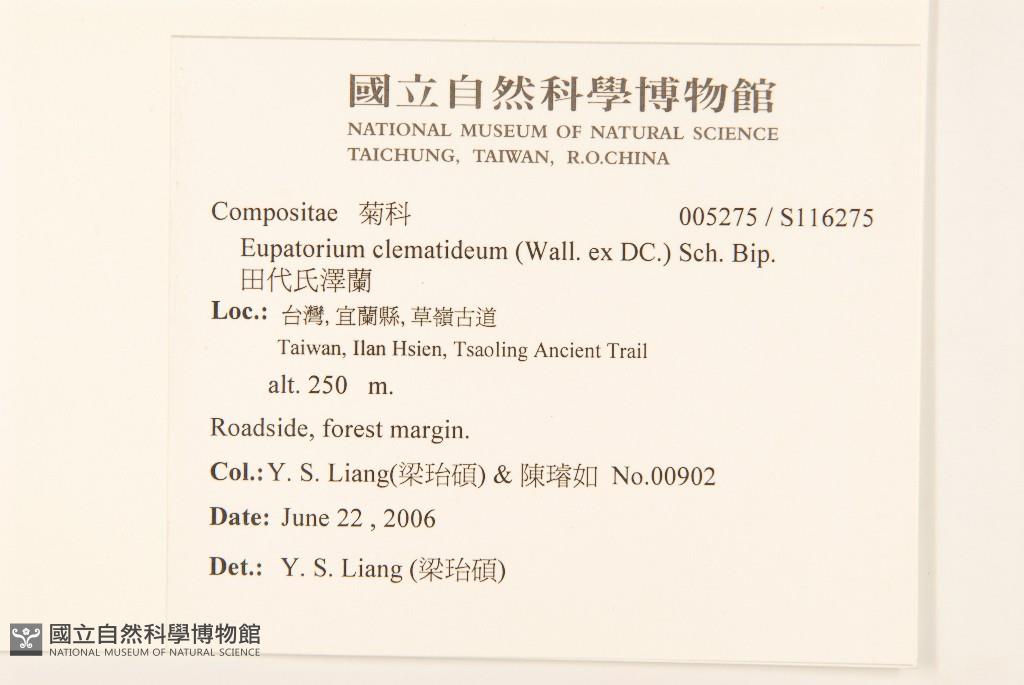 國立自然科學博物館
NATIONAL MUSEUM OF NATURAL SCIENCE
TAICHUNG, TAIWAN, R.O.CHINA
Compositae 菊科 005275 / S116275
Eupatorium clematideum (Wall. ex DC.) Sch. Bip.
田代氏澤蘭
Loc.: 台灣, 宜蘭縣, 草嶺古道
Taiwan, Ilan Hsien, Tsaoling Ancient Trail
alt. 250 m.
Roadside, forest margin.
Col.: Y. S. Liang(梁珆碩) & 陳璿如 No.00902
Date: June 22 , 2006
Det.: Y. S. Liang (梁珆碩)
國立自然科學博物館
NATIONAL MUSEUM OF NATURAL SCIENCE